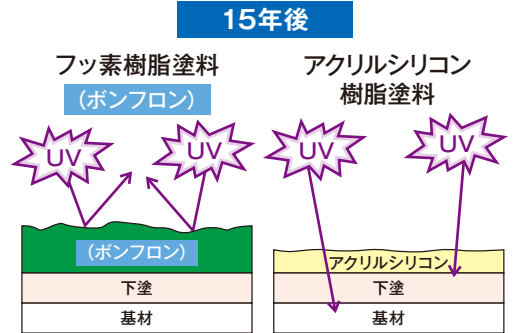 15年後
フッ素樹脂塗料
(ボンフロン)
アクリルシリコン
樹脂塗料
UV
UV
UV
UV
(ボンフロン)
下塗
基材
アクリルシリコン
下塗
基材